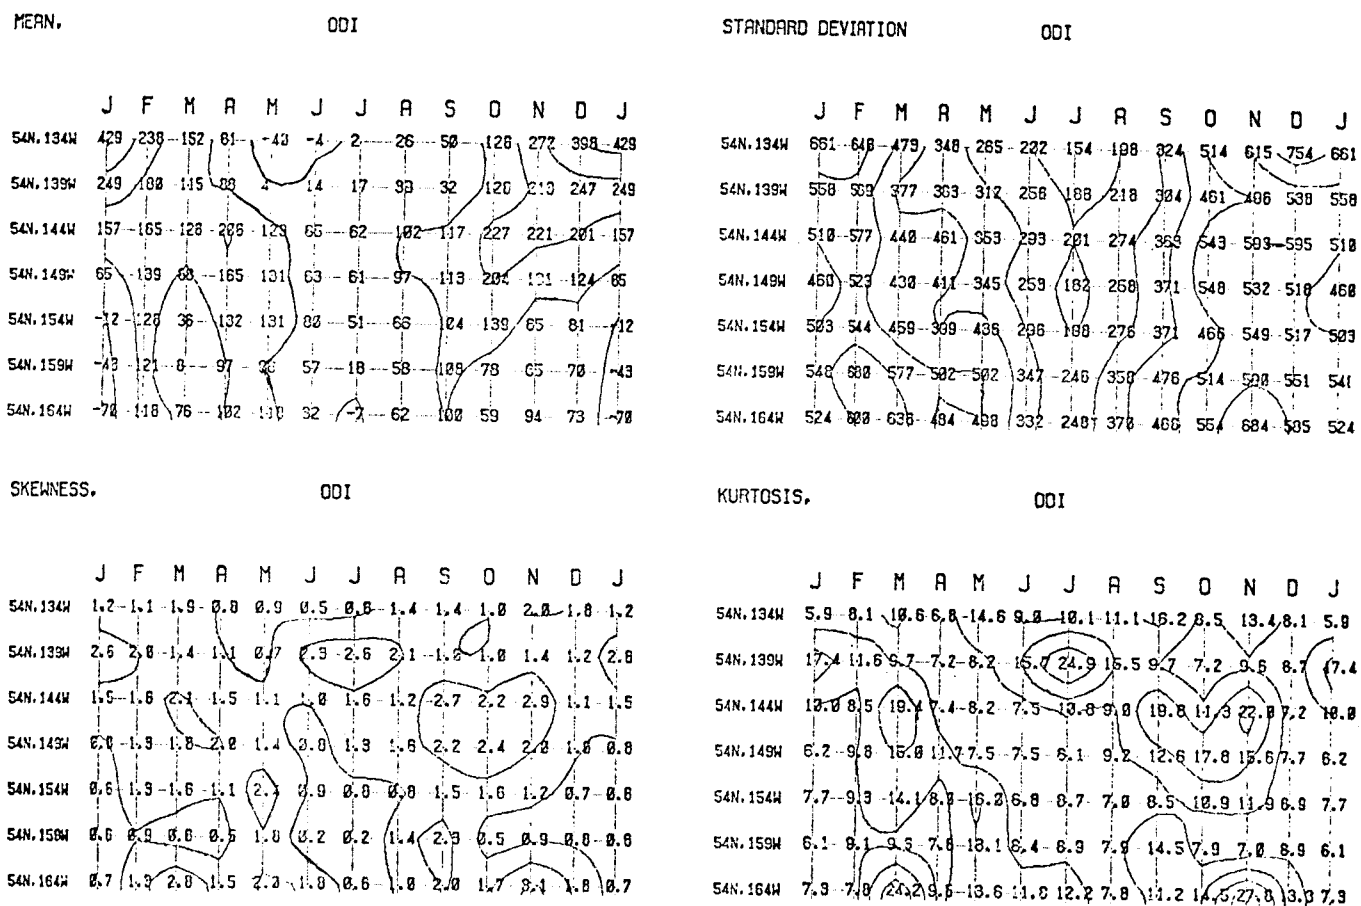 MEAN. ODI
J F M A M J J A S O N D J
54N.134W 429 238 152 81 -43 -4 2 26 50 128 272 398 429
54N.139W 249 180 115 88 4 14 17 39 32 120 213 247 249
54N.144W 157 165 128 206 129 65 62 102 117 227 221 201 157
54N.149W 65 139 60 165 131 63 61 97 113 204 131 124 65
54N.154W -12 128 36 132 131 80 51 66 104 139 65 81 -12
54N.159W -43 121 8 97 57 18 58 108 78 65 70 -43
54N.164W -70 118 76 102 118 32 -7 62 100 59 94 73 -70
STANDARD DEVIATION ODI
J F M A M J J A S O N D J
54N.134W 661 648 479 348 265 202 154 198 324 514 615 754 661
54N.139W 558 569 377 363 312 256 188 218 304 461 496 538 558
54N.144W 510 577 440 461 353 293 201 274 369 543 593 595 510
54N.149W 460 523 430 411 345 259 182 268 371 548 532 518 460
54N.154W 503 544 459 399 436 296 198 276 371 466 549 517 503
54N.159W 548 680 577 502 502 347 246 358 476 514 590 561 541
54N.164W 524 600 636 484 498 332 248 378 466 554 684 585 524
SKEWNESS. ODI
J F M A M J J A S O N D J
54N.134W 1.2 1.1 1.9 0.8 0.9 0.5 0.8 1.4 1.4 1.0 2.0 1.8 1.2
54N.139W 2.6 2.0 1.4 1.1 0.7 2.3 2.6 2.1 1.8 1.0 1.4 1.2 2.6
54N.144W 1.5 1.6 2.1 1.5 1.1 1.0 1.6 1.2 2.7 2.2 2.9 1.1 1.5
54N.149W 0.8 1.9 1.8 2.0 1.4 0.8 1.3 1.6 2.2 2.4 2.0 1.0 0.8
54N.154W 0.6 1.3 1.6 1.1 0.9 0.8 0.8 1.5 1.6 1.2 0.7 0.6
54N.159W 0.6 0.9 0.6 0.5 1.8 0.2 0.2 1.4 2.3 0.5 0.9 0.8 0.6
54N.164W 0.7 1.9 2.8 1.5 2.0 1.8 0.6 1.0 2.0 1.7 3.1 1.8 0.7
KURTOSIS. ODI
J F M A M J J A S O N D J
54N.134W 5.9 8.1 10.6 6.8 14.6 9.0 10.1 11.1 16.2 8.5 13.4 8.1 5.9
54N.139W 17.4 11.6 9.7 7.2 8.2 15.7 24.9 15.5 9.7 7.2 9.6 8.7 17.4
54N.144W 10.0 8.5 19.4 7.4 8.2 7.5 10.8 9.0 19.8 11.3 22.0 7.2 10.0
54N.149W 6.2 9.8 15.0 11.7 7.5 7.5 6.1 9.2 12.6 17.8 15.6 7.7 6.2
54N.154W 7.7 9.3 14.1 8.3 16.0 6.8 8.7 7.0 8.5 10.9 11.9 6.9 7.7
54N.159W 6.1 9.1 9.6 7.6 13.1 6.4 6.9 7.9 14.5 7.9 7.0 8.9 6.1
54N.164W 7.3 7.8 24.2 9.5 13.6 11.8 12.2 7.8 11.2 14.5 27.8 13.3 7.3